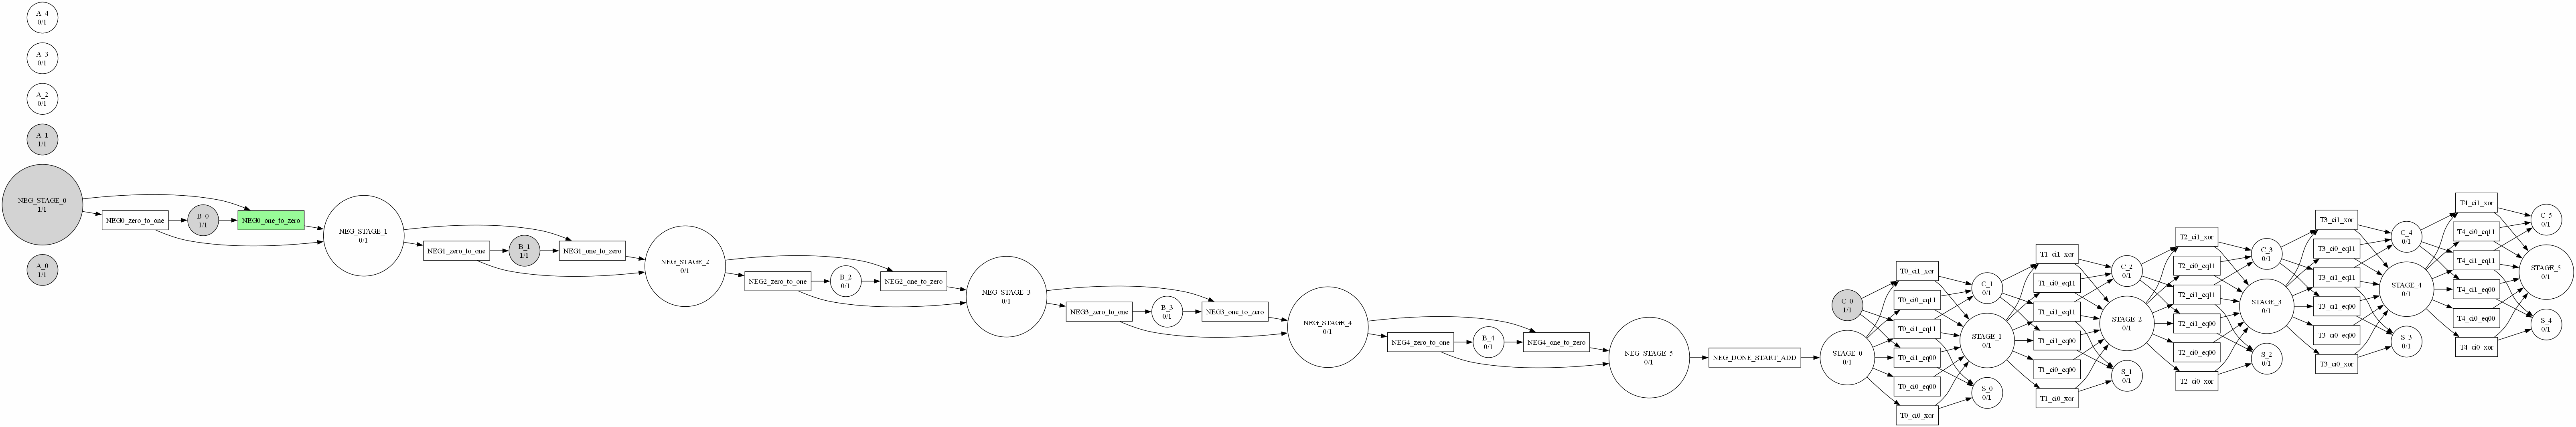 A_4
0/1
A_3
0/1
A_2
0/1
A_1
1/1
NEG_STAGE_0
1/1
A_0
1/1
NEG0_zero_to_one
B_0
1/1
NEG0_one_to_zero
NEG_STAGE_1
0/1
NEG1_zero_to_one
B_1
1/1
NEG1_one_to_zero
NEG_STAGE_2
0/1
NEG2_zero_to_one
B_2
0/1
NEG2_one_to_zero
NEG_STAGE_3
0/1
NEG3_zero_to_one
B_3
0/1
NEG3_one_to_zero
NEG_STAGE_4
0/1
NEG4_zero_to_one
B_4
0/1
NEG4_one_to_zero
NEG_STAGE_5
0/1
NEG_DONE_START_ADD
C_0
1/1
STAGE_0
0/1
T0_ci1_xor
T0_ci0_eq11
T0_ci1_eq11
T0_ci1_eq00
T0_ci0_eq00
T0_ci0_xor
C_1
0/1
STAGE_1
0/1
S_0
0/1
T1_ci1_xor
T1_ci0_eq11
T1_ci1_eq11
T1_ci1_eq00
T1_ci0_eq00
T1_ci0_xor
C_2
0/1
STAGE_2
0/1
S_1
0/1
T2_ci1_xor
T2_ci0_eq11
T2_ci1_eq11
T2_ci1_eq00
T2_ci0_eq00
T2_ci0_xor
C_3
0/1
STAGE_3
0/1
S_2
0/1
T3_ci1_xor
T3_ci0_eq11
T3_ci1_eq11
T3_ci1_eq00
T3_ci0_eq00
T3_ci0_xor
C_4
0/1
STAGE_4
0/1
S_3
0/1
T4_ci1_xor
T4_ci0_eq11
T4_ci1_eq11
T4_ci1_eq00
T4_ci0_eq00
T4_ci0_xor
C_5
0/1
STAGE_5
0/1
S_4
0/1